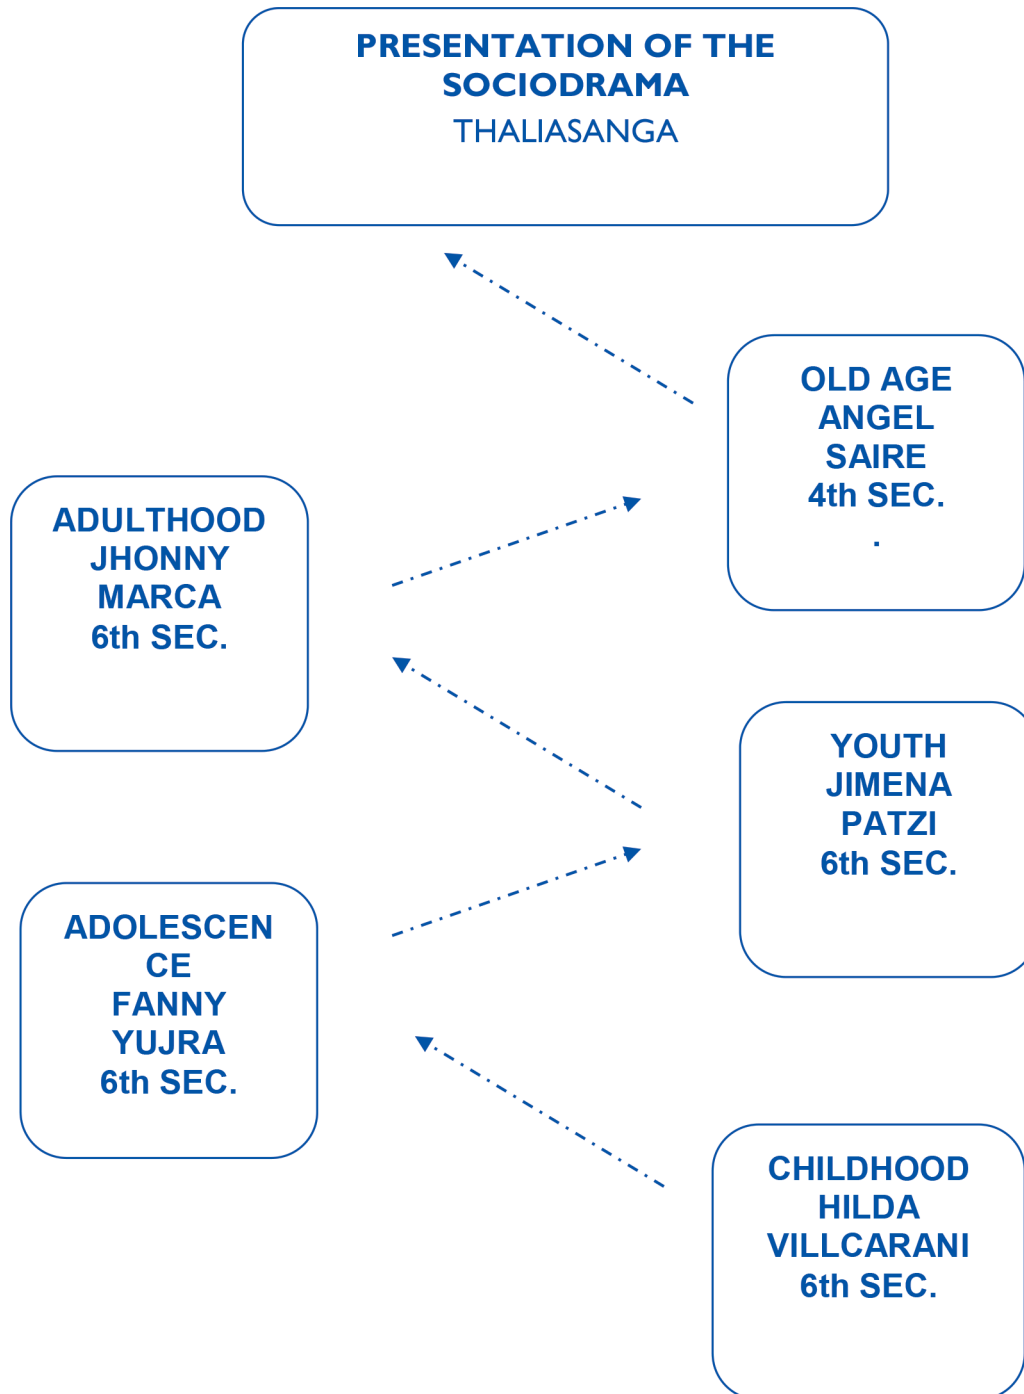 PRESENTATION OF THE
SOCIODRAMA
THALIASANGA
OLD AGE
ANGEL
SAIRE
4th SEC.
.
ADULTHOOD
JHONNY
MARCA
6th SEC.
YOUTH
JIMENA
PATZI
6th SEC.
ADOLESCEN
CE
FANNY
YUJRA
6th SEC.
CHILDHOOD
HILDA
VILLCARANI
6th SEC.